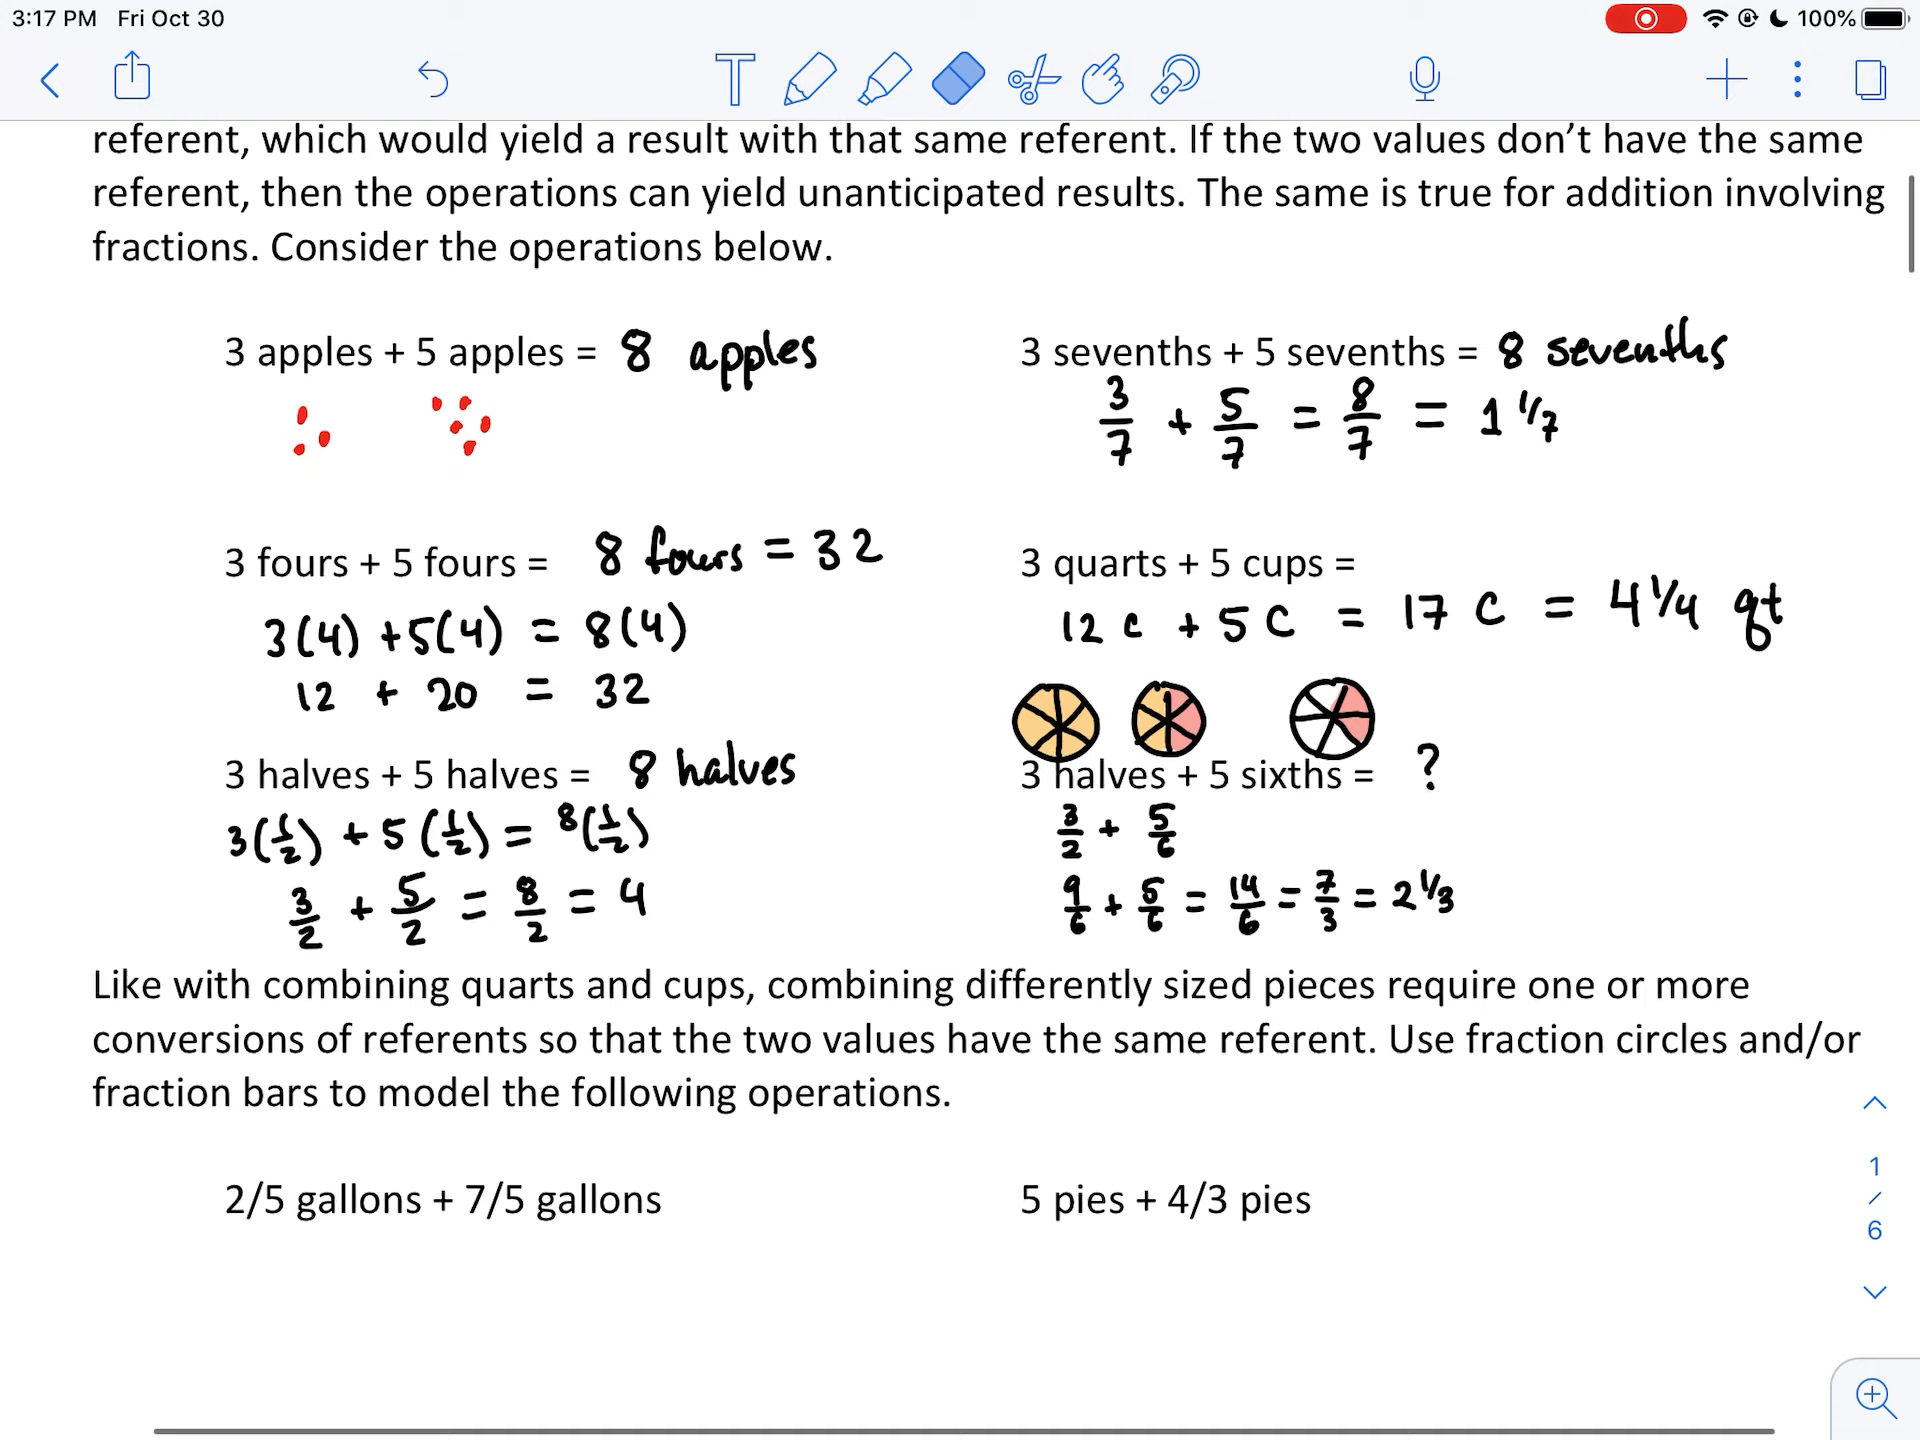 3:17 PM Fri Oct 30
100%
referent, which would yield a result with that same referent. If the two values don’t have the same
referent, then the operations can yield unanticipated results. The same is true for addition involving
fractions. Consider the operations below.
3 apples + 5 apples = 8 apples
3 sevenths + 5 sevenths = 8 sevenths
3/7 + 5/7 = 8/7 = 1 1/7
3 fours + 5 fours = 8 fours = 32
3(4) + 5(4) = 8(4)
12 + 20 = 32
3 quarts + 5 cups =
12 c + 5 C = 17 C = 4 1/4 qt
3 halves + 5 halves = 8 halves
3(1/2) + 5(1/2) = 8(1/2)
3/2 + 5/2 = 8/2 = 4
3 halves + 5 sixths = ?
3/2 + 5/6
9/6 + 5/6 = 14/6 = 7/3 = 2 1/3
Like with combining quarts and cups, combining differently sized pieces require one or more
conversions of referents so that the two values have the same referent. Use fraction circles and/or
fraction bars to model the following operations.
2/5 gallons + 7/5 gallons
5 pies + 4/3 pies
1
/
6